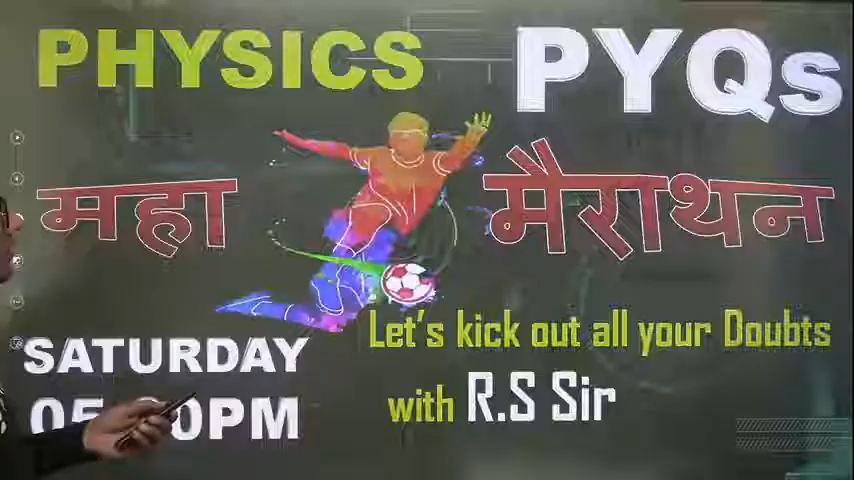 PHYSICS PYQs
महा मैराथन
Let's kick out all your Doubts
with R.S Sir
SATURDAY